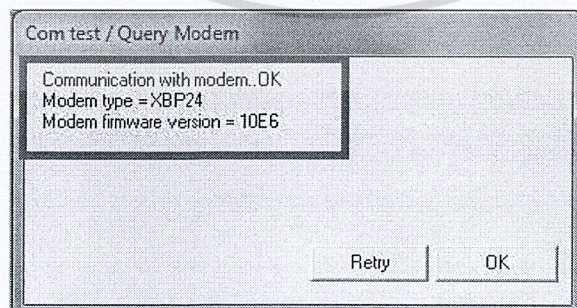 Com test / Query Modem
Communication with modem..OK
Modem type = XBP24
Modem firmware version = 10E6
Retry
OK